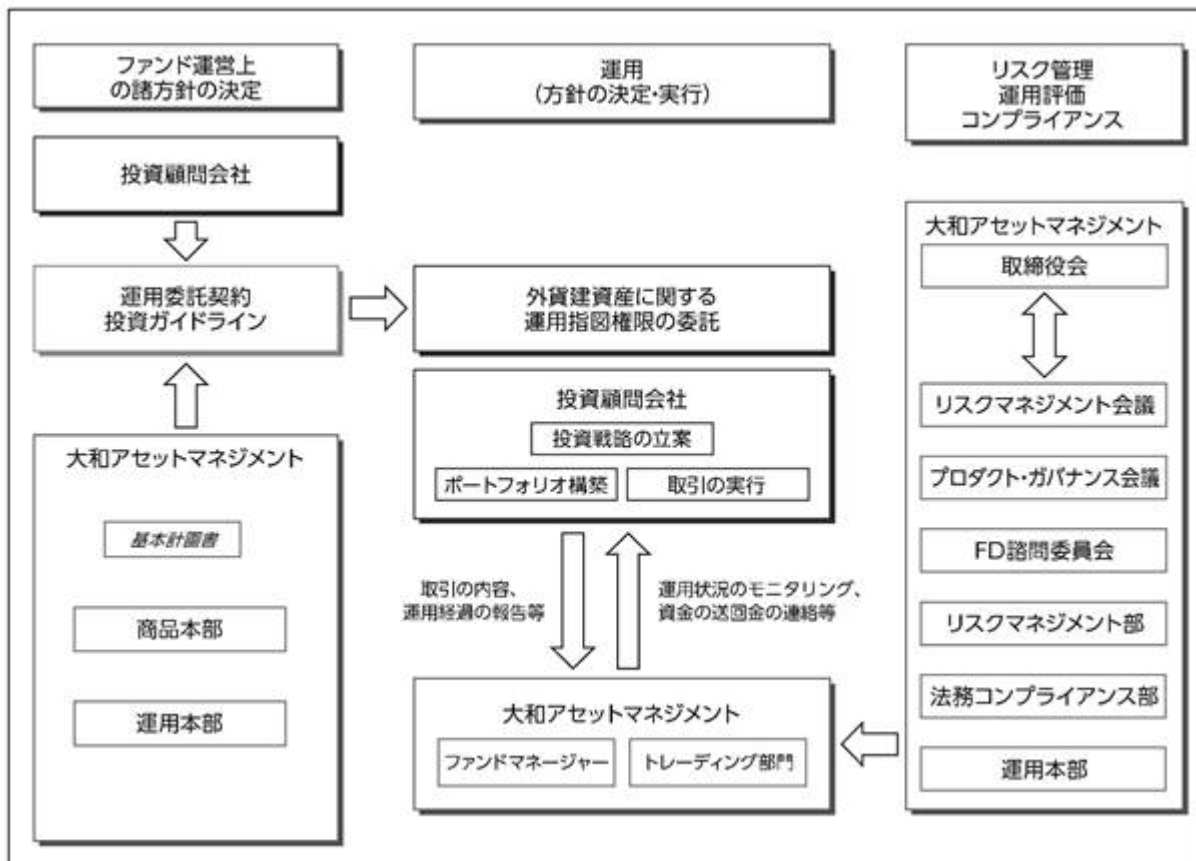 ファンド運営上
の諸方針の決定
運用
(方針の決定・実行)
リスク管理
運用評価
コンプライアンス
投資顧問会社
運用委託契約
投資ガイドライン
外貨建資産に関する
運用指図権限の委託
大和アセットマネジメント
基本計画書
商品本部
運用本部
投資顧問会社
投資戦略の立案
ポートフォリオ構築
取引の実行
取引の内容、
運用経過の報告等
運用状況のモニタリング、
資金の送回金の連絡等
大和アセットマネジメント
ファンドマネージャー
トレーディング部門
大和アセットマネジメント
取締役会
リスクマネジメント会議
プロダクト・ガバナンス会議
FD諮問委員会
リスクマネジメント部
法務コンプライアンス部
運用本部